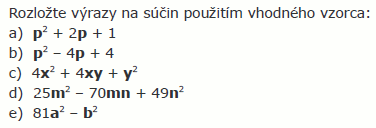 Rozložte výrazy na súčin použitím vhodného vzorca:
a) p² + 2p + 1
b) p² – 4p + 4
c) 4x² + 4xy + y²
d) 25m² – 70mn + 49n²
e) 81a² – b²